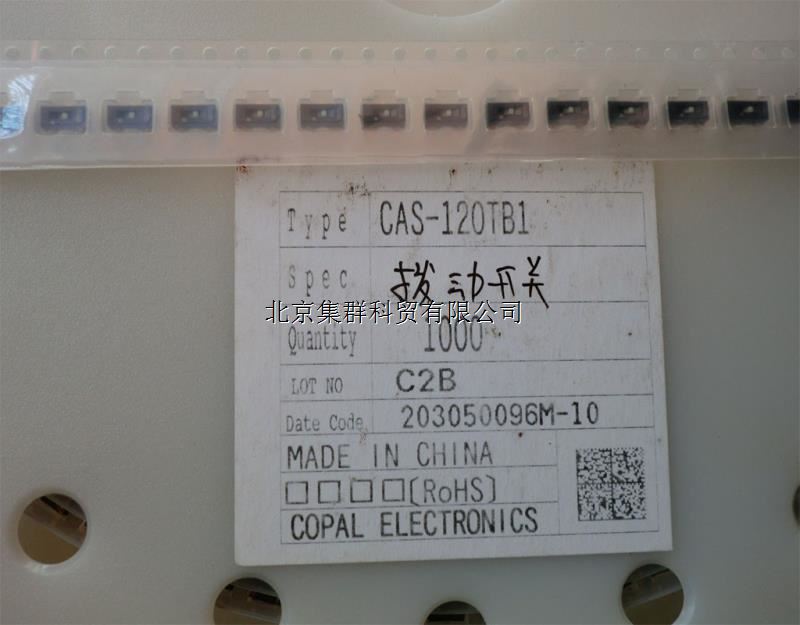 Type CAS-120TB1
Spec 拨动开关
北京集群科贸有限公司
Quantity 1000
LOT NO C2B
Date Code 203050096M-10
MADE IN CHINA
□□□□(RoHS)
COPAL ELECTRONICS